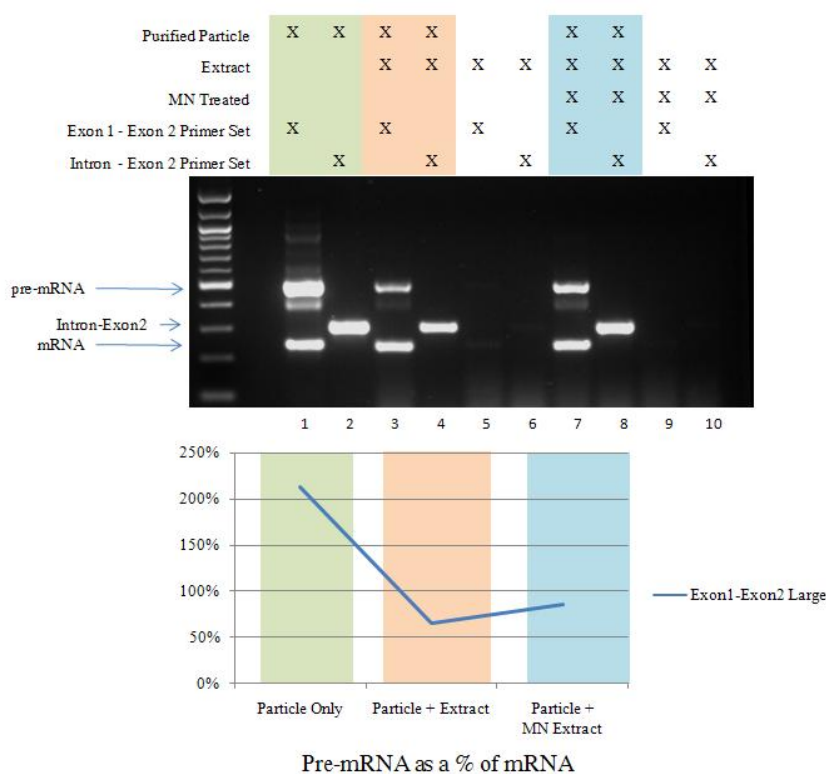 Purified Particle X X X X X X
Extract X X X X X X X X
MN Treated X X X X
Exon 1 - Exon 2 Primer Set X X X X X
Intron - Exon 2 Primer Set X X X X X
pre-mRNA
Intron-Exon2
mRNA
1 2 3 4 5 6 7 8 9 10
250%
200%
150%
100%
50%
0%
Exon1-Exon2 Large
Particle Only Particle + Extract Particle +
MN Extract
Pre-mRNA as a % of mRNA